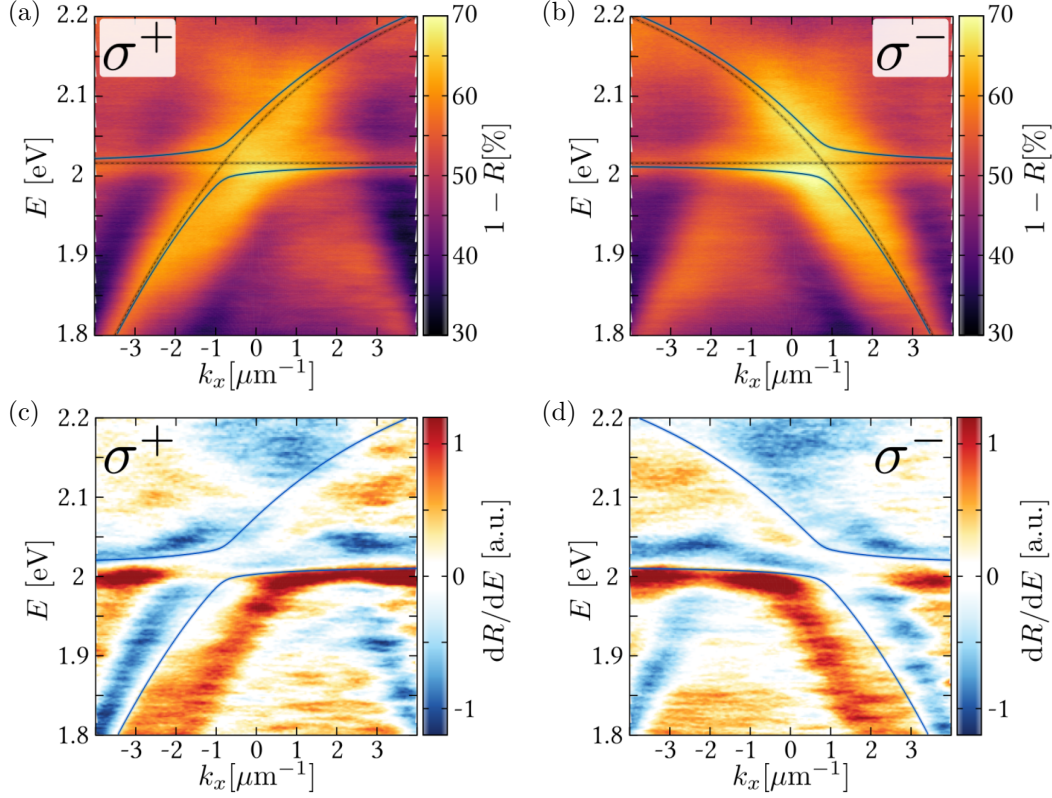 (a)
σ+
2.2
2.1
2
1.9
1.8
E [eV]
-3 -2 -1 0 1 2 3
kx[μm−1]
70
60
50
40
30
1 − R[%]
(b)
σ−
2.2
2.1
2
1.9
1.8
E [eV]
-3 -2 -1 0 1 2 3
kx[μm−1]
70
60
50
40
30
1 − R[%]
(c)
σ+
2.2
2.1
2
1.9
1.8
E [eV]
-3 -2 -1 0 1 2 3
kx[μm−1]
1
0
-1
dR/dE [a.u.]
(d)
σ−
2.2
2.1
2
1.9
1.8
E [eV]
-3 -2 -1 0 1 2 3
kx[μm−1]
1
0
-1
dR/dE [a.u.]